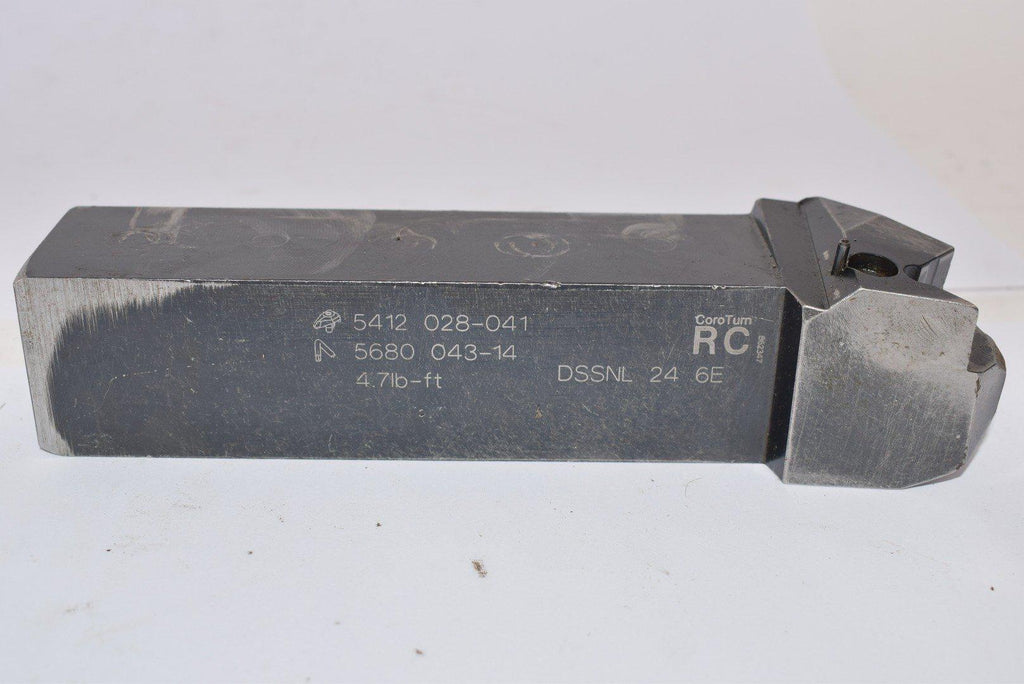 5412 028-041
5680 043-14
4.7lb-ft
CoroTurn
RC
DSSNL 24 6E